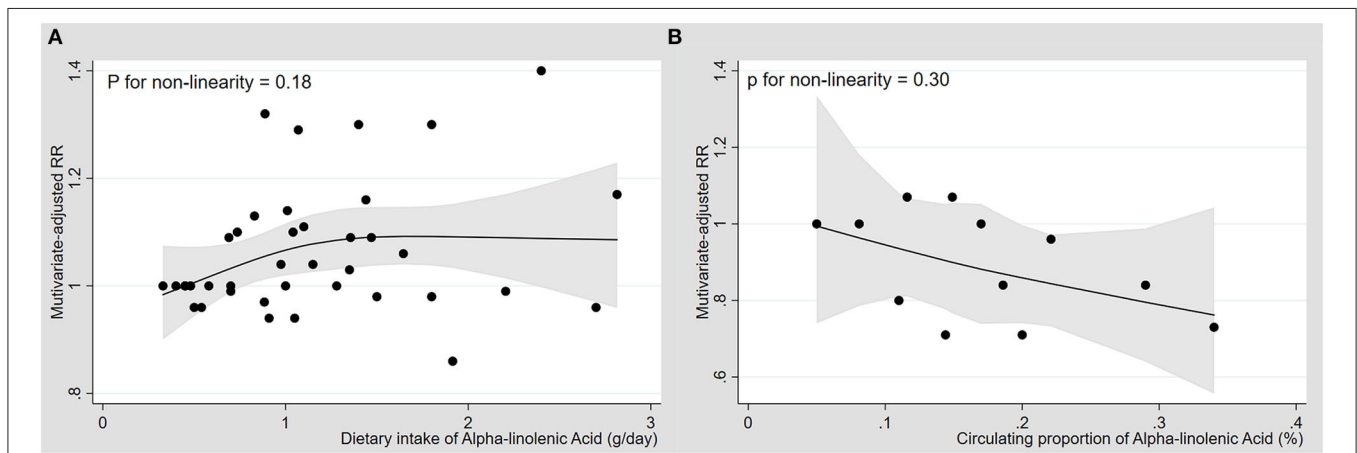 A
P for non-linearity = 0.18
Mutivariate-adjusted RR
1.4
1.2
1
.8
0
1
2
3
Dietary intake of Alpha-linolenic Acid (g/day)
B
p for non-linearity = 0.30
Mutivariate-adjusted RR
1.4
1.2
1
.8
.6
0
.1
.2
.3
.4
Circulating proportion of Alpha-linolenic Acid (%)